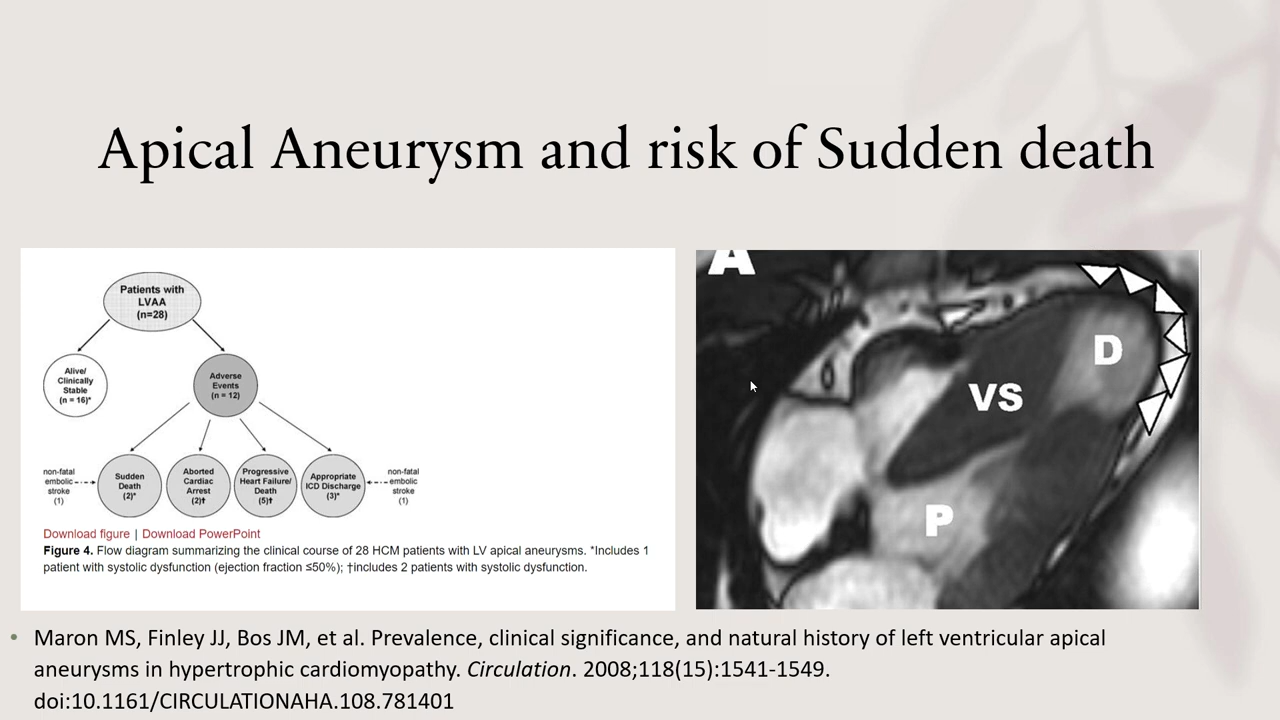 Apical Aneurysm and risk of Sudden death
Patients with
LVAA
(n=28)
Alive/
Clinically
Stable
(n = 16)*
Adverse
Events
(n = 12)
non-fatal
embolic
stroke
(1)
Sudden
Death
(2)*
Aborted
Cardiac
Arrest
(2)†
Progressive
Heart Failure/
Death
(5)†
Appropriate
ICD Discharge
(3)*
non-fatal
embolic
stroke
(1)
Download figure | Download PowerPoint
Figure 4. Flow diagram summarizing the clinical course of 28 HCM patients with LV apical aneurysms. *Includes 1
patient with systolic dysfunction (ejection fraction ≤50%); †includes 2 patients with systolic dysfunction.
A
D
VS
P
• Maron MS, Finley JJ, Bos JM, et al. Prevalence, clinical significance, and natural history of left ventricular apical
aneurysms in hypertrophic cardiomyopathy. Circulation. 2008;118(15):1541-1549.
doi:10.1161/CIRCULATIONAHA.108.781401